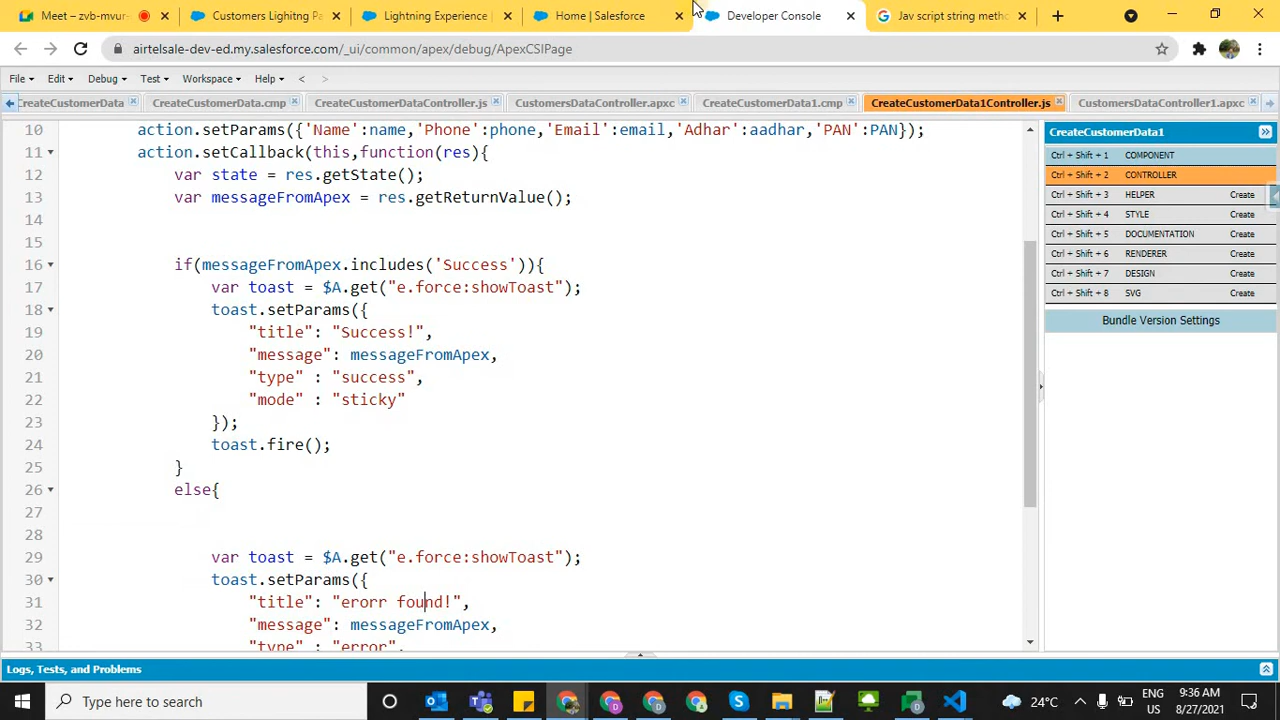 Meet – zvb-mvur-
Customers Lighitng Pa
Lightning Experience |
Home | Salesforce
Developer Console
Jav script string metho
airtelsale-dev-ed.my.salesforce.com/_ui/common/apex/debug/ApexCSIPage
File Edit Debug Test Workspace Help < >
CreateCustomerData
CreateCustomerData.cmp
CreateCustomerDataController.js
CustomersDataController.apxc
CreateCustomerData1.cmp
CreateCustomerData1Controller.js
CustomersDataController1.apxc
10 action.setParams({'Name':name,'Phone':phone,'Email':email,'Adhar':aadhar,'PAN':PAN});
11 action.setCallback(this,function(res){
12 var state = res.getState();
13 var messageFromApex = res.getReturnValue();
14
15
16 if(messageFromApex.includes('Success')){
17 var toast = $A.get("e.force:showToast");
18 toast.setParams({
19 "title": "Success!",
20 "message": messageFromApex,
21 "type" : "success",
22 "mode" : "sticky"
23 });
24 toast.fire();
25 }
26 else{
27
28
29 var toast = $A.get("e.force:showToast");
30 toast.setParams({
31 "title": "erorr found!",
32 "message": messageFromApex,
33 "type" : "error",
CreateCustomerData1
Ctrl + Shift + 1 COMPONENT
Ctrl + Shift + 2 CONTROLLER
Ctrl + Shift + 3 HELPER Create
Ctrl + Shift + 4 STYLE Create
Ctrl + Shift + 5 DOCUMENTATION Create
Ctrl + Shift + 6 RENDERER Create
Ctrl + Shift + 7 DESIGN Create
Ctrl + Shift + 8 SVG Create
Bundle Version Settings
Logs, Tests, and Problems
Type here to search
24°C
ENG
US
9:36 AM
8/27/2021